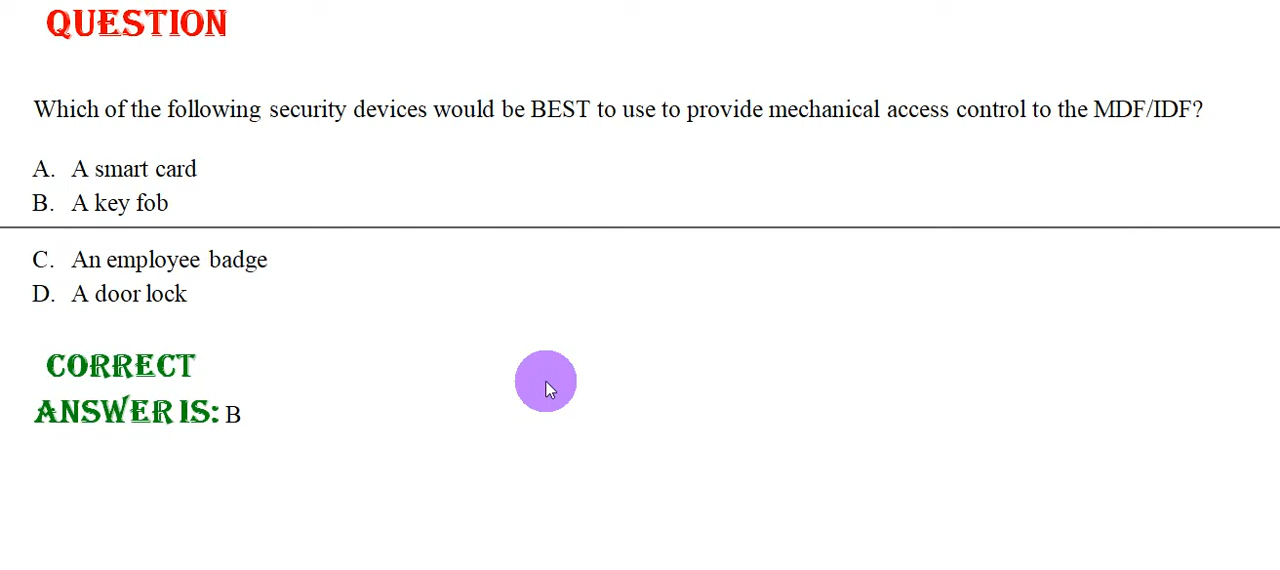 QUESTION
Which of the following security devices would be BEST to use to provide mechanical access control to the MDF/IDF?
A. A smart card
B. A key fob
C. An employee badge
D. A door lock
CORRECT
ANSWER IS: B